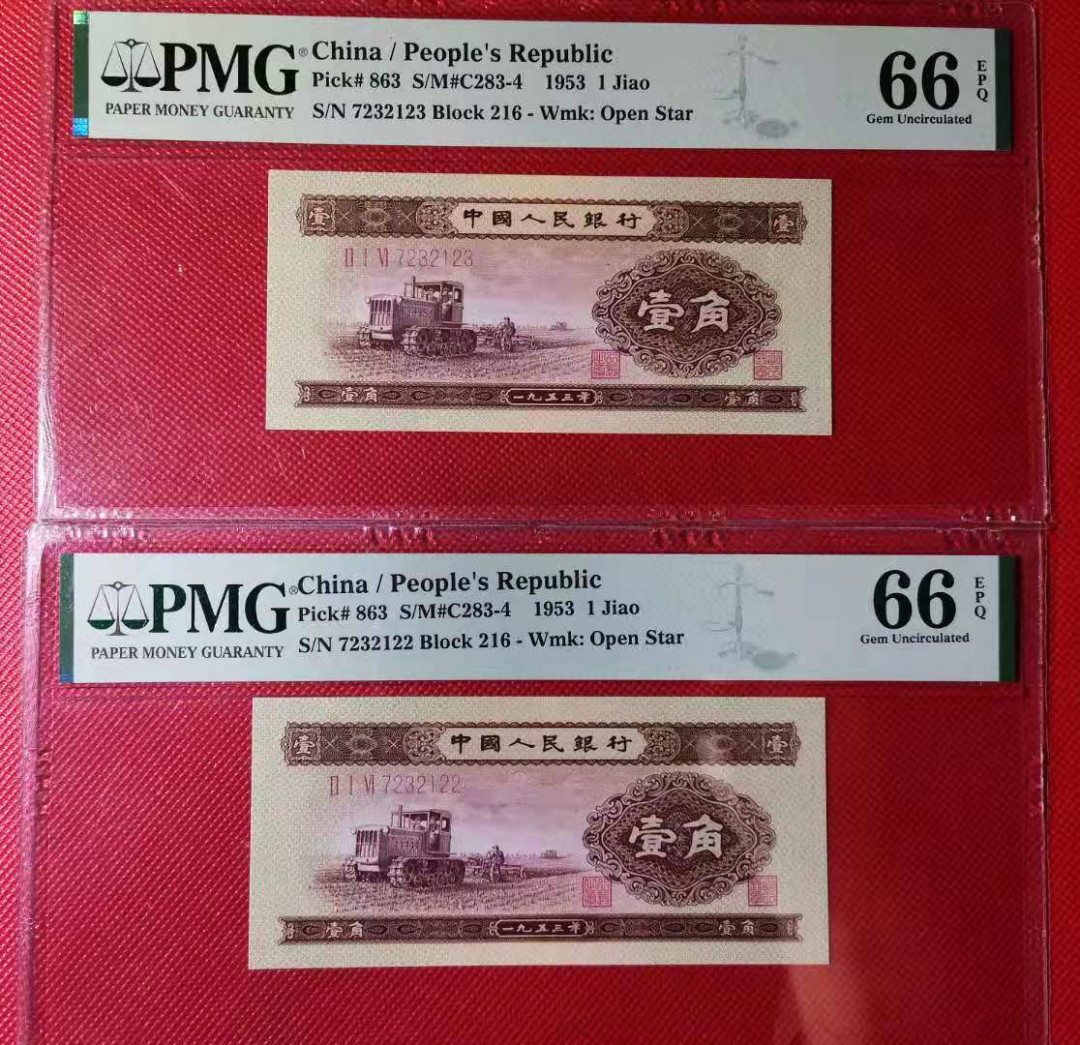 PMG®
PAPER MONEY GUARANTY
China / People's Republic
Pick# 863 S/M#C283-4 1953 1 Jiao
S/N 7232123 Block 216 - Wmk: Open Star
66
EPQ
Gem Uncirculated
壹 中國人民銀行 壹
II I VI 7232123
壹角
壹角 一九五三年 壹角
PMG®
PAPER MONEY GUARANTY
China / People's Republic
Pick# 863 S/M#C283-4 1953 1 Jiao
S/N 7232122 Block 216 - Wmk: Open Star
66
EPQ
Gem Uncirculated
壹 中國人民銀行 壹
II I VI 7232122
壹角
壹角 一九五三年 壹角